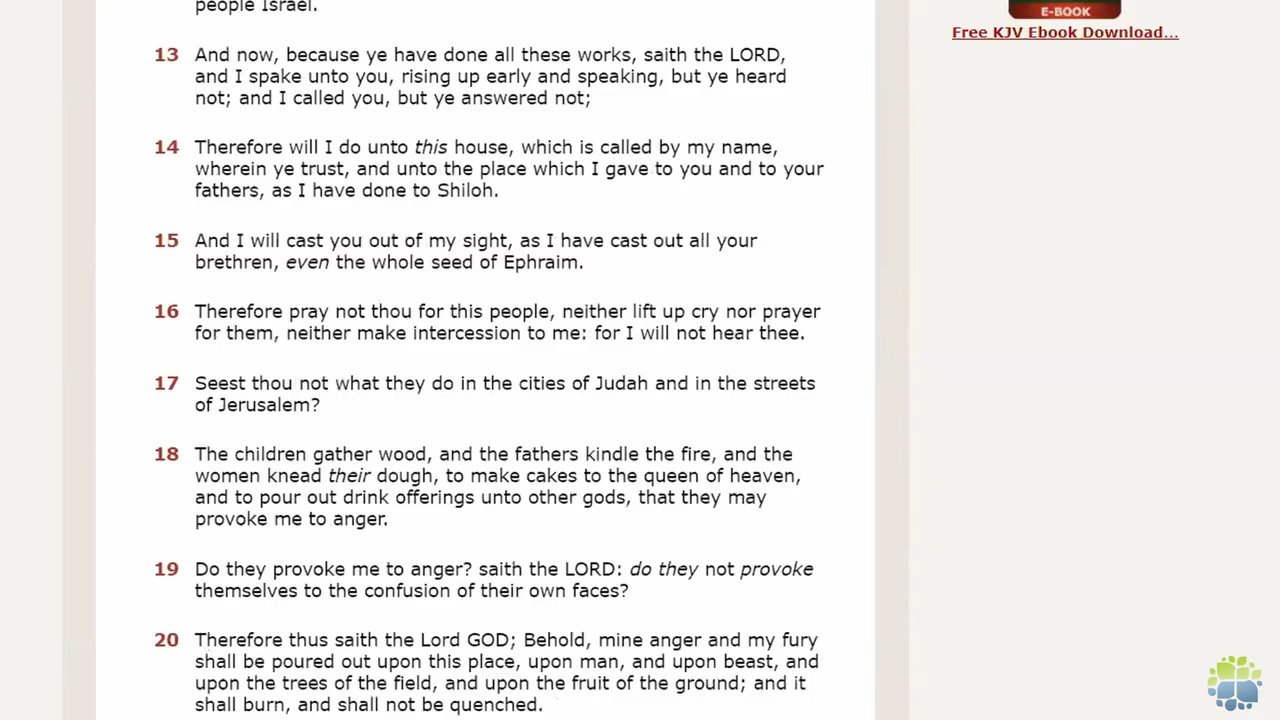 people Israel.
E-BOOK
Free KJV Ebook Download...
13 And now, because ye have done all these works, saith the LORD,
and I spake unto you, rising up early and speaking, but ye heard
not; and I called you, but ye answered not;
14 Therefore will I do unto this house, which is called by my name,
wherein ye trust, and unto the place which I gave to you and to your
fathers, as I have done to Shiloh.
15 And I will cast you out of my sight, as I have cast out all your
brethren, even the whole seed of Ephraim.
16 Therefore pray not thou for this people, neither lift up cry nor prayer
for them, neither make intercession to me: for I will not hear thee.
17 Seest thou not what they do in the cities of Judah and in the streets
of Jerusalem?
18 The children gather wood, and the fathers kindle the fire, and the
women knead their dough, to make cakes to the queen of heaven,
and to pour out drink offerings unto other gods, that they may
provoke me to anger.
19 Do they provoke me to anger? saith the LORD: do they not provoke
themselves to the confusion of their own faces?
20 Therefore thus saith the Lord GOD; Behold, mine anger and my fury
shall be poured out upon this place, upon man, and upon beast, and
upon the trees of the field, and upon the fruit of the ground; and it
shall burn, and shall not be quenched.